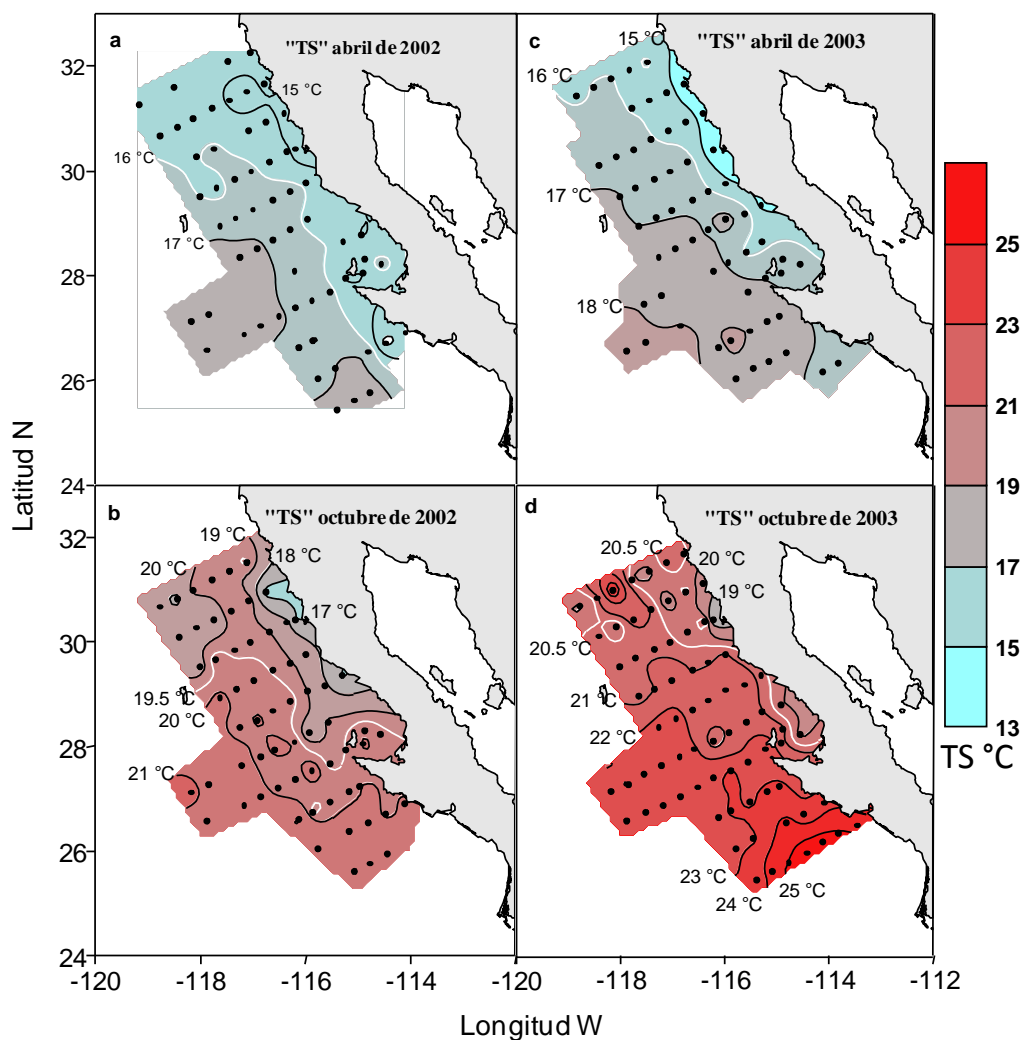 a
"TS" abril de 2002
15 °C
16 °C
17 °C
c
"TS" abril de 2003
15 °C
16 °C
17 °C
18 °C
32
30
28
26
24
b
"TS" octubre de 2002
19 °C
18 °C
20 °C
17 °C
19.5 °C
20 °C
21 °C
d
"TS" octubre de 2003
20.5 °C
20 °C
19 °C
20.5 °C
21 °C
22 °C
23 °C
24 °C
25 °C
32
30
28
26
24
-120
-118
-116
-114
-118
-116
-114
-112
Latitud N
Longitud W
25
23
21
19
17
15
13
TS °C